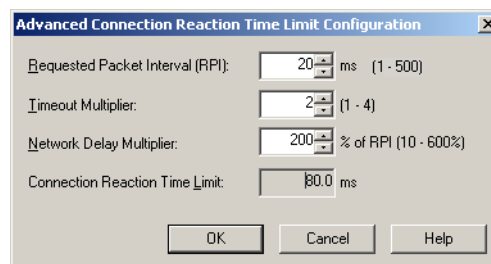 Advanced Connection Reaction Time Limit Configuration
Requested Packet Interval (RPI): 20 ms (1 - 500)
Timeout Multiplier: 2 (1 - 4)
Network Delay Multiplier: 200 % of RPI (10 - 600%)
Connection Reaction Time Limit: 80.0 ms
OK Cancel Help